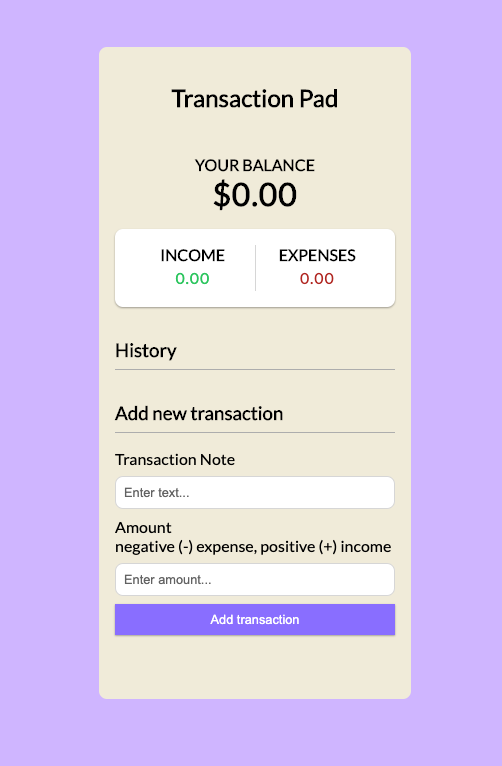 Transaction Pad
YOUR BALANCE
$0.00
INCOME EXPENSES
0.00 0.00
History
Add new transaction
Transaction Note
Enter text...
Amount
negative (-) expense, positive (+) income
Enter amount...
Add transaction